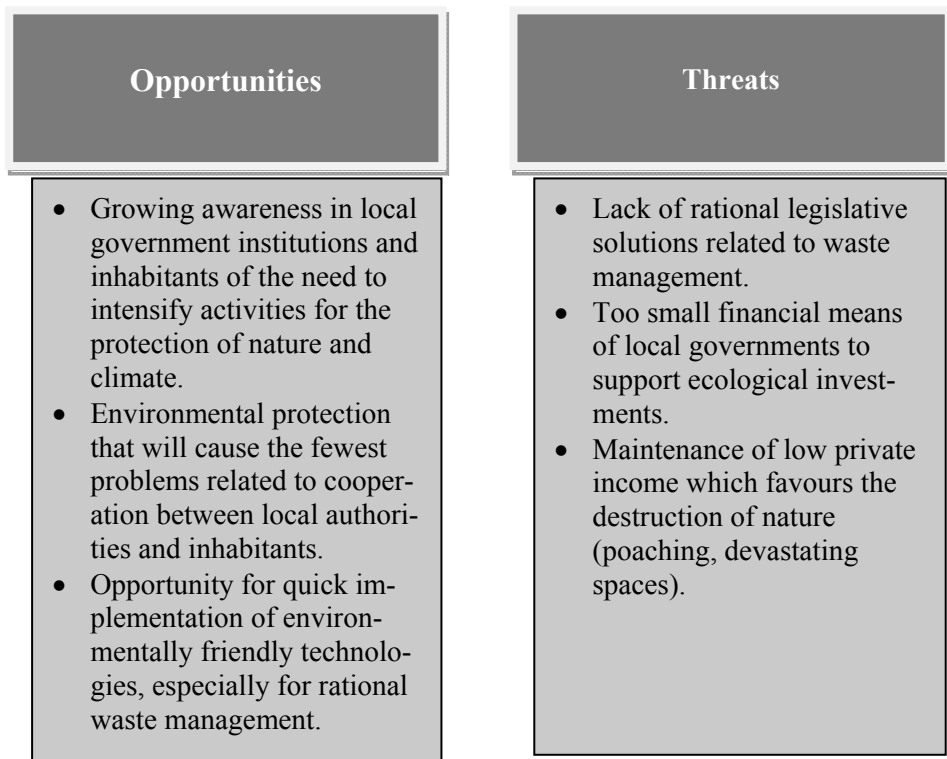 Opportunities
• Growing awareness in local
government institutions and
inhabitants of the need to
intensify activities for the
protection of nature and
climate.
• Environmental protection
that will cause the fewest
problems related to cooper-
ation between local authori-
ties and inhabitants.
• Opportunity for quick im-
plementation of environ-
mentally friendly technolo-
gies, especially for rational
waste management.
Threats
• Lack of rational legislative
solutions related to waste
management.
• Too small financial means
of local governments to
support ecological invest-
ments.
• Maintenance of low private
income which favours the
destruction of nature
(poaching, devastating
spaces).